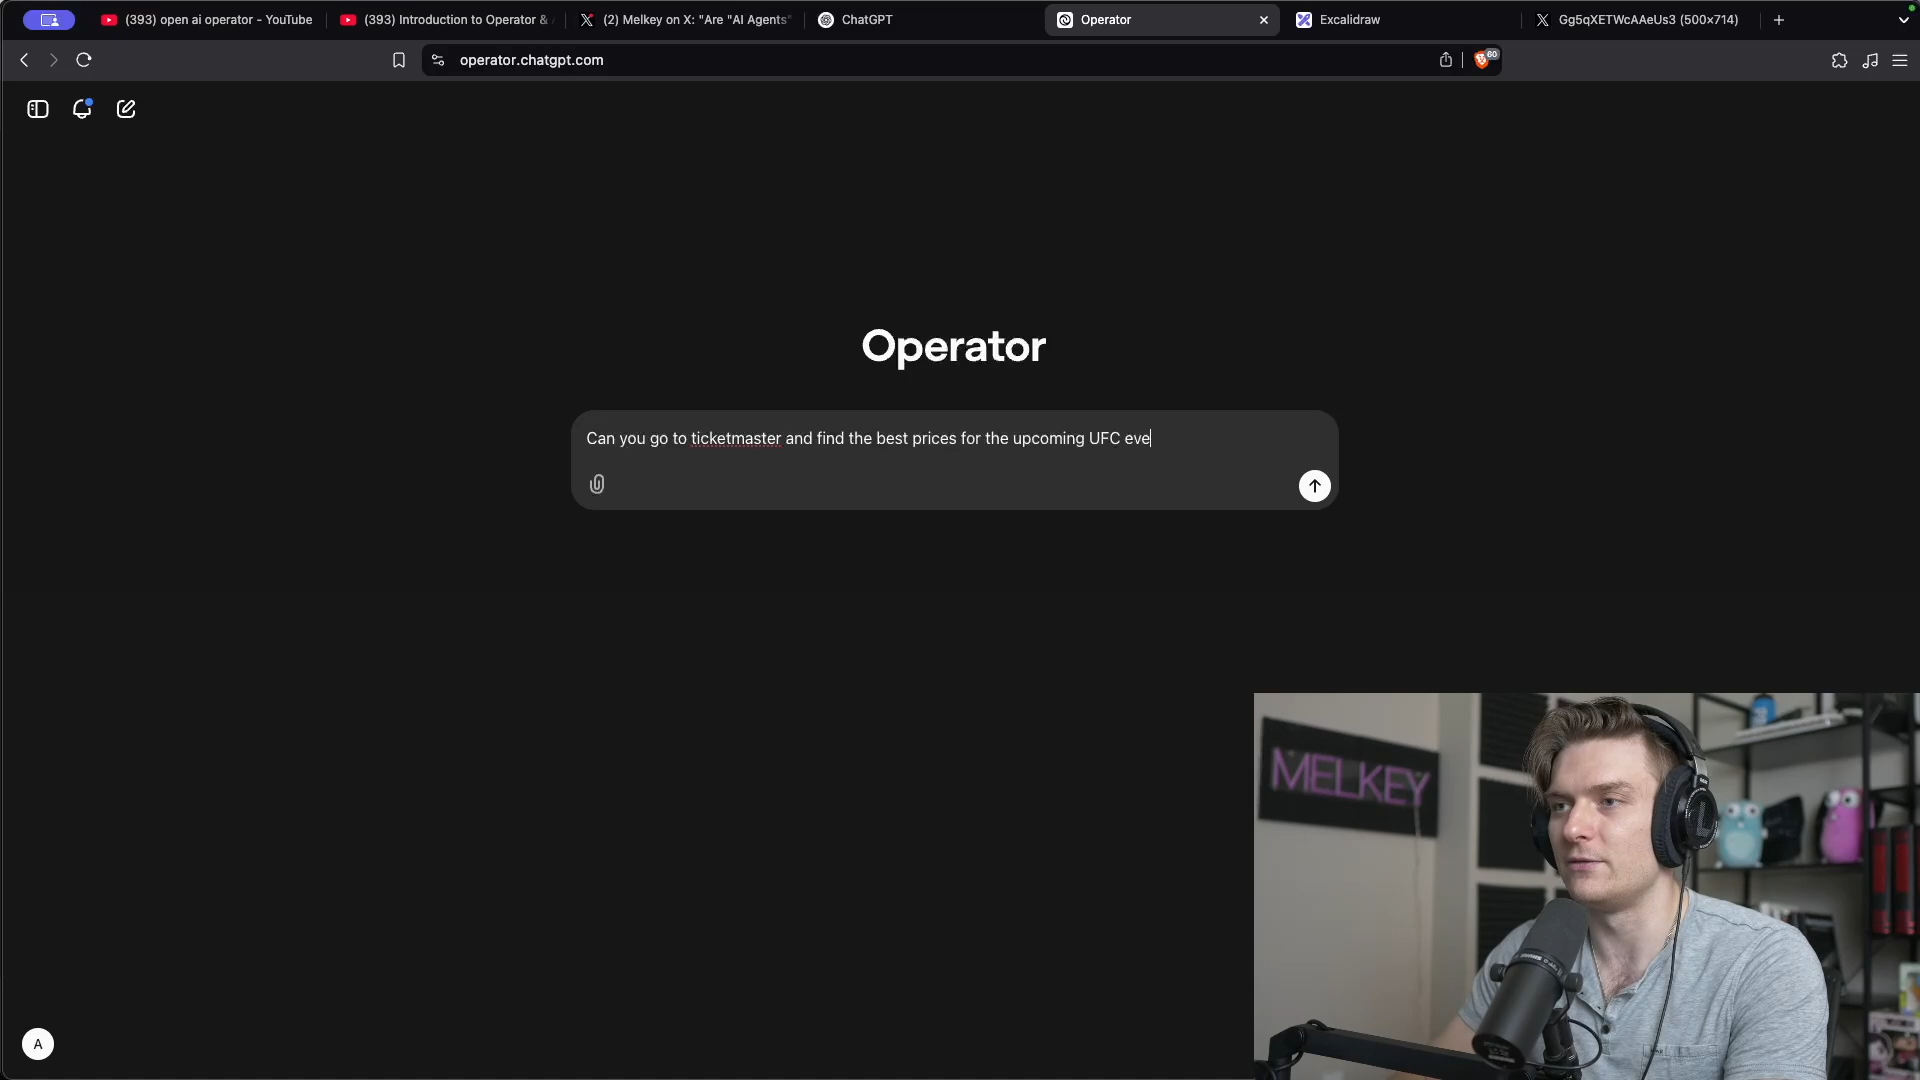 (393) open ai operator - YouTube
(393) Introduction to Operator &
(2) Melkey on X: "Are "AI Agents"
ChatGPT
Operator
Excalidraw
Gg5qXETWcAAeUs3 (500×714)
operator.chatgpt.com
60
Operator
Can you go to ticketmaster and find the best prices for the upcoming UFC eve
MELKEY
A